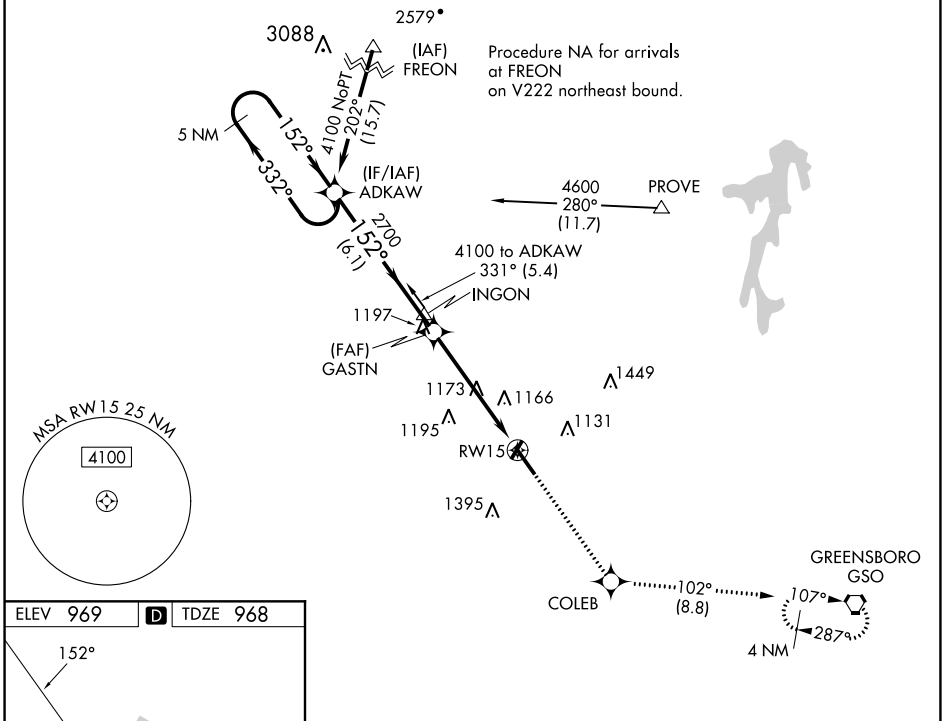 2579
3088
(IAF)
FREON
Procedure NA for arrivals
at FREON
on V222 northeast bound.
4100 NoPT
202°
(15.7)
5 NM
152°
332°
(IF/IAF)
ADKAW
4600
280°
(11.7)
PROVE
2700
152°
(6.1)
4100 to ADKAW
331° (5.4)
INGON
1197
(FAF)
GASTN
1173
1166
1449
1195
1131
RW15
1395
MSA RW15 25 NM
4100
GREENSBORO
GSO
COLEB
102°
(8.8)
107°
287°
4 NM
ELEV 969
D
TDZE 968
152°